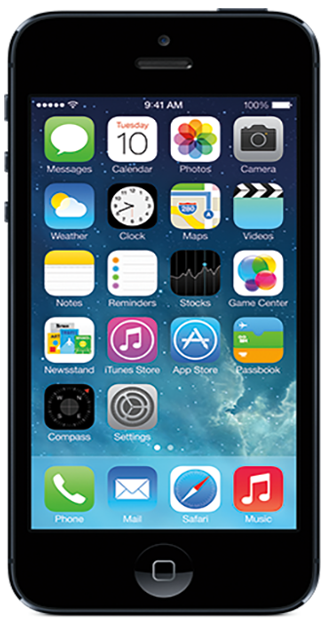 9:41 AM 100%
Tuesday
10
Messages Calendar Photos Camera
280
Weather Clock Maps Videos
Notes Reminders Stocks Game Center
Newsstand iTunes Store App Store Passbook
Compass Settings
Phone Mail Safari Music